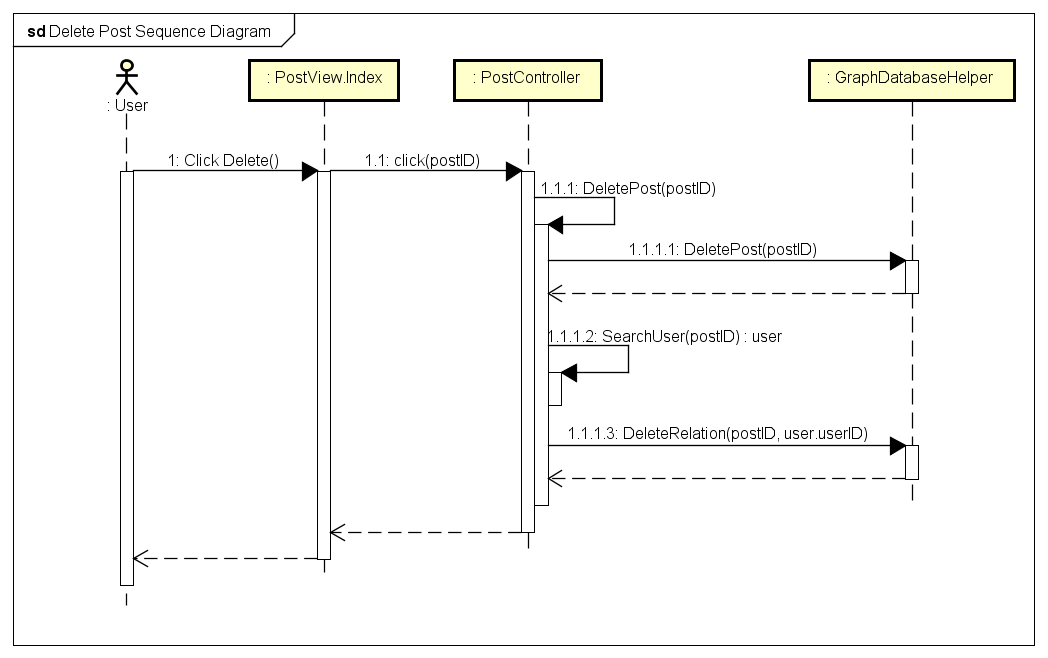 sd Delete Post Sequence Diagram
: User
: PostView.Index
: PostController
: GraphDatabaseHelper
1: Click Delete()
1.1: click(postID)
1.1.1: DeletePost(postID)
1.1.1.1: DeletePost(postID)
1.1.1.2: SearchUser(postID) : user
1.1.1.3: DeleteRelation(postID, user.userID)